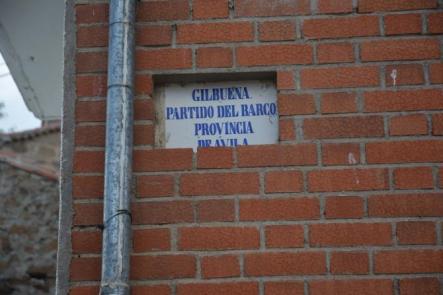 GILBUENA
PARTIDO DEL BARCO
PROVINCIA
DE AVILA